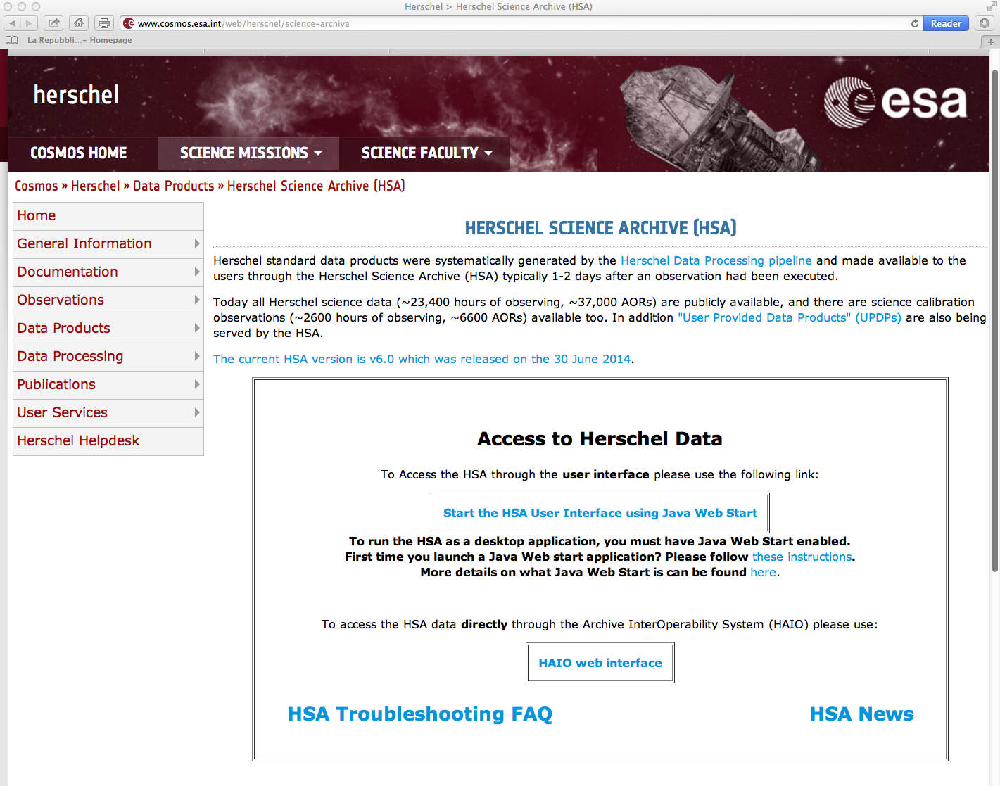 Herschel > Herschel Science Archive (HSA)
www.cosmos.esa.int/web/herschel/science-archive
Reader
La Repubbli...– Homepage
herschel
esa
COSMOS HOME SCIENCE MISSIONS SCIENCE FACULTY
Cosmos » Herschel » Data Products » Herschel Science Archive (HSA)
Home
General Information
Documentation
Observations
Data Products
Data Processing
Publications
User Services
Herschel Helpdesk
HERSCHEL SCIENCE ARCHIVE (HSA)
Herschel standard data products were systematically generated by the Herschel Data Processing pipeline and made available to the
users through the Herschel Science Archive (HSA) typically 1-2 days after an observation had been executed.
Today all Herschel science data (~23,400 hours of observing, ~37,000 AORs) are publicly available, and there are science calibration
observations (~2600 hours of observing, ~6600 AORs) available too. In addition "User Provided Data Products" (UPDPs) are also being
served by the HSA.
The current HSA version is v6.0 which was released on the 30 June 2014.
Access to Herschel Data
To Access the HSA through the user interface please use the following link:
Start the HSA User Interface using Java Web Start
To run the HSA as a desktop application, you must have Java Web Start enabled.
First time you launch a Java Web start application? Please follow these instructions.
More details on what Java Web Start is can be found here.
To access the HSA data directly through the Archive InterOperability System (HAIO) please use:
HAIO web interface
HSA Troubleshooting FAQ
HSA News